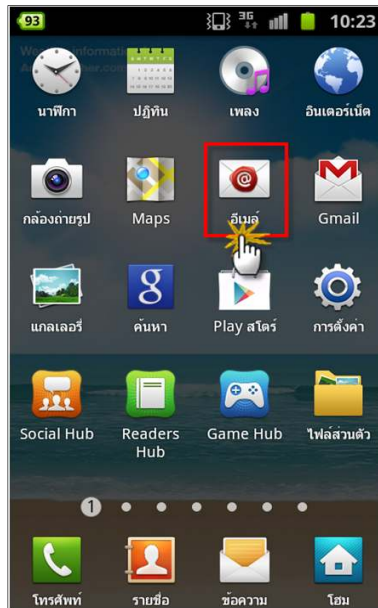 93
3G
10:23
นาฬิกา
ปฏิทิน
เพลง
อินเตอร์เน็ต
กล้องถ่ายรูป
Maps
อีเมล์
Gmail
แกลเลอรี่
ค้นหา
Play สโตร์
การตั้งค่า
Social Hub
Readers Hub
Game Hub
ไฟล์ส่วนตัว
1
โทรศัพท์
รายชื่อ
ข้อความ
โฮม